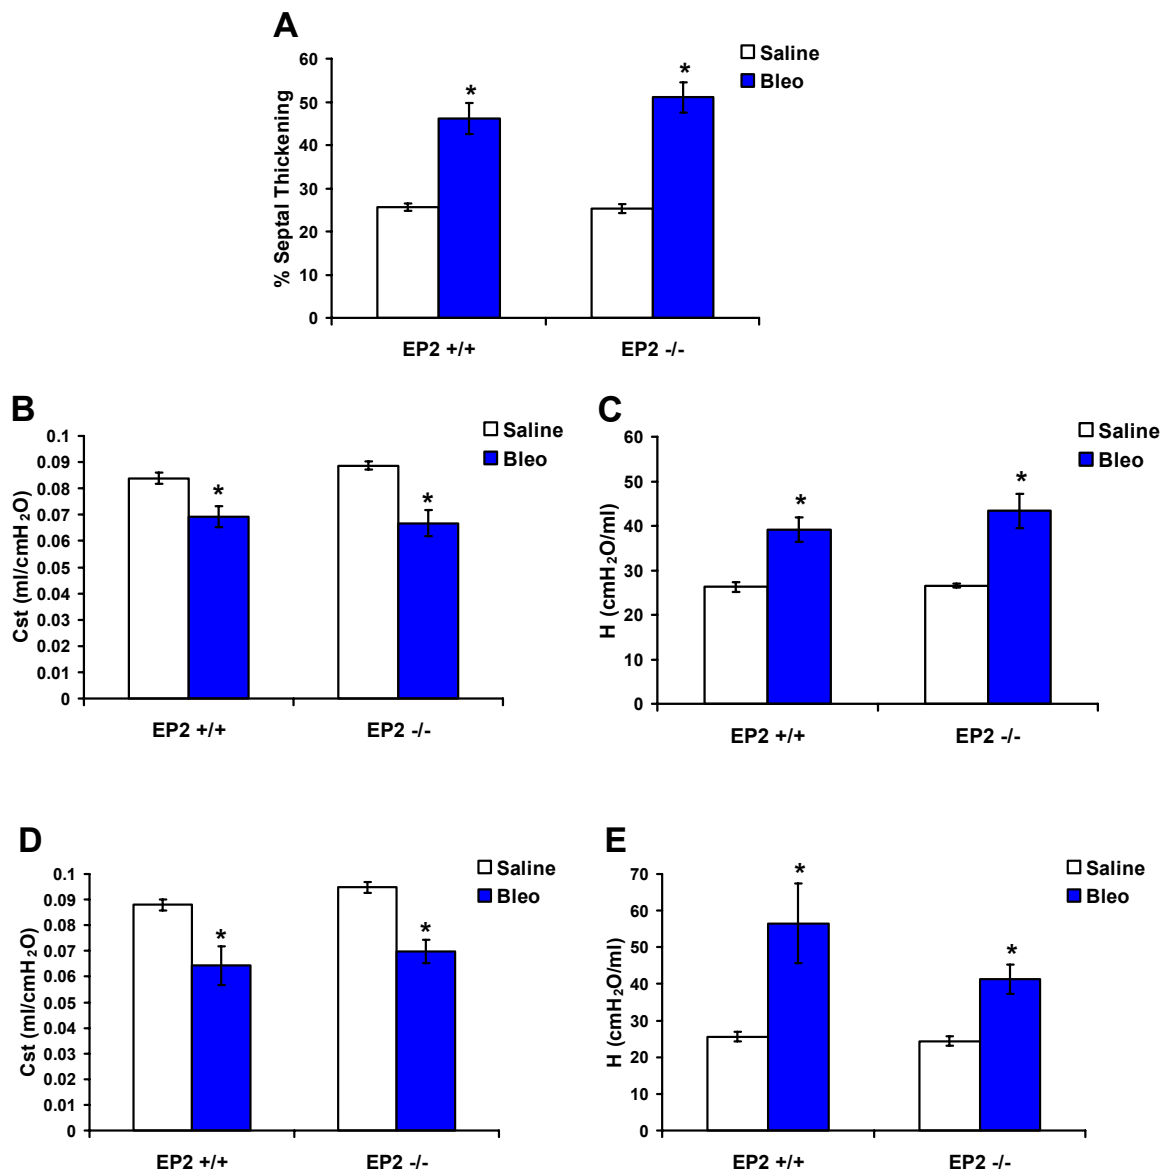 A
Saline
Bleo
% Septal Thickening
60
50
40
30
20
10
0
*
*
EP2 +/+
EP2 -/-
B
Saline
Bleo
Cst (ml/cmH₂O)
0.1
0.09
0.08
0.07
0.06
0.05
0.04
0.03
0.02
0.01
0
*
*
EP2 +/+
EP2 -/-
C
Saline
Bleo
H (cmH₂O/ml)
60
50
40
30
20
10
0
*
*
EP2 +/+
EP2 -/-
D
Saline
Bleo
Cst (ml/cmH₂O)
0.1
0.09
0.08
0.07
0.06
0.05
0.04
0.03
0.02
0.01
0
*
*
EP2 +/+
EP2 -/-
E
Saline
Bleo
H (cmH₂O/ml)
70
60
50
40
30
20
10
0
*
*
EP2 +/+
EP2 -/-